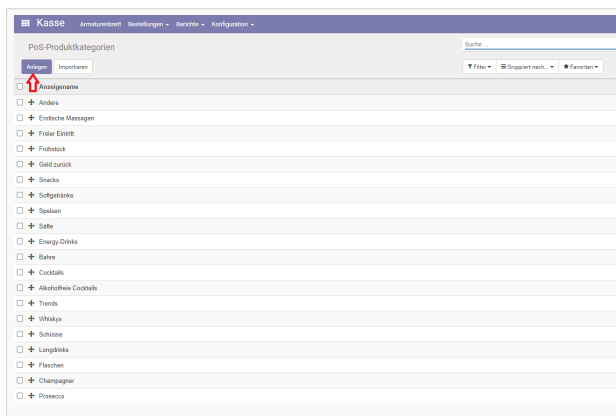 Kasse Armaturenbrett Bestellungen Berichte Konfiguration
PoS-Produktkategorien
Suche ...
Anlegen Importieren
Filter Gruppiert nach... Favoriten
Anzeigename
Andere
Erotische Massagen
Freier Eintritt
Frühstück
Geld zurück
Snacks
Softgetränke
Speisen
Säfte
Energy-Drinks
Bahre
Cocktails
Alkoholfreie Cocktails
Trends
Whiskys
Schüsse
Longdrinks
Flaschen
Champagner
Prosecco